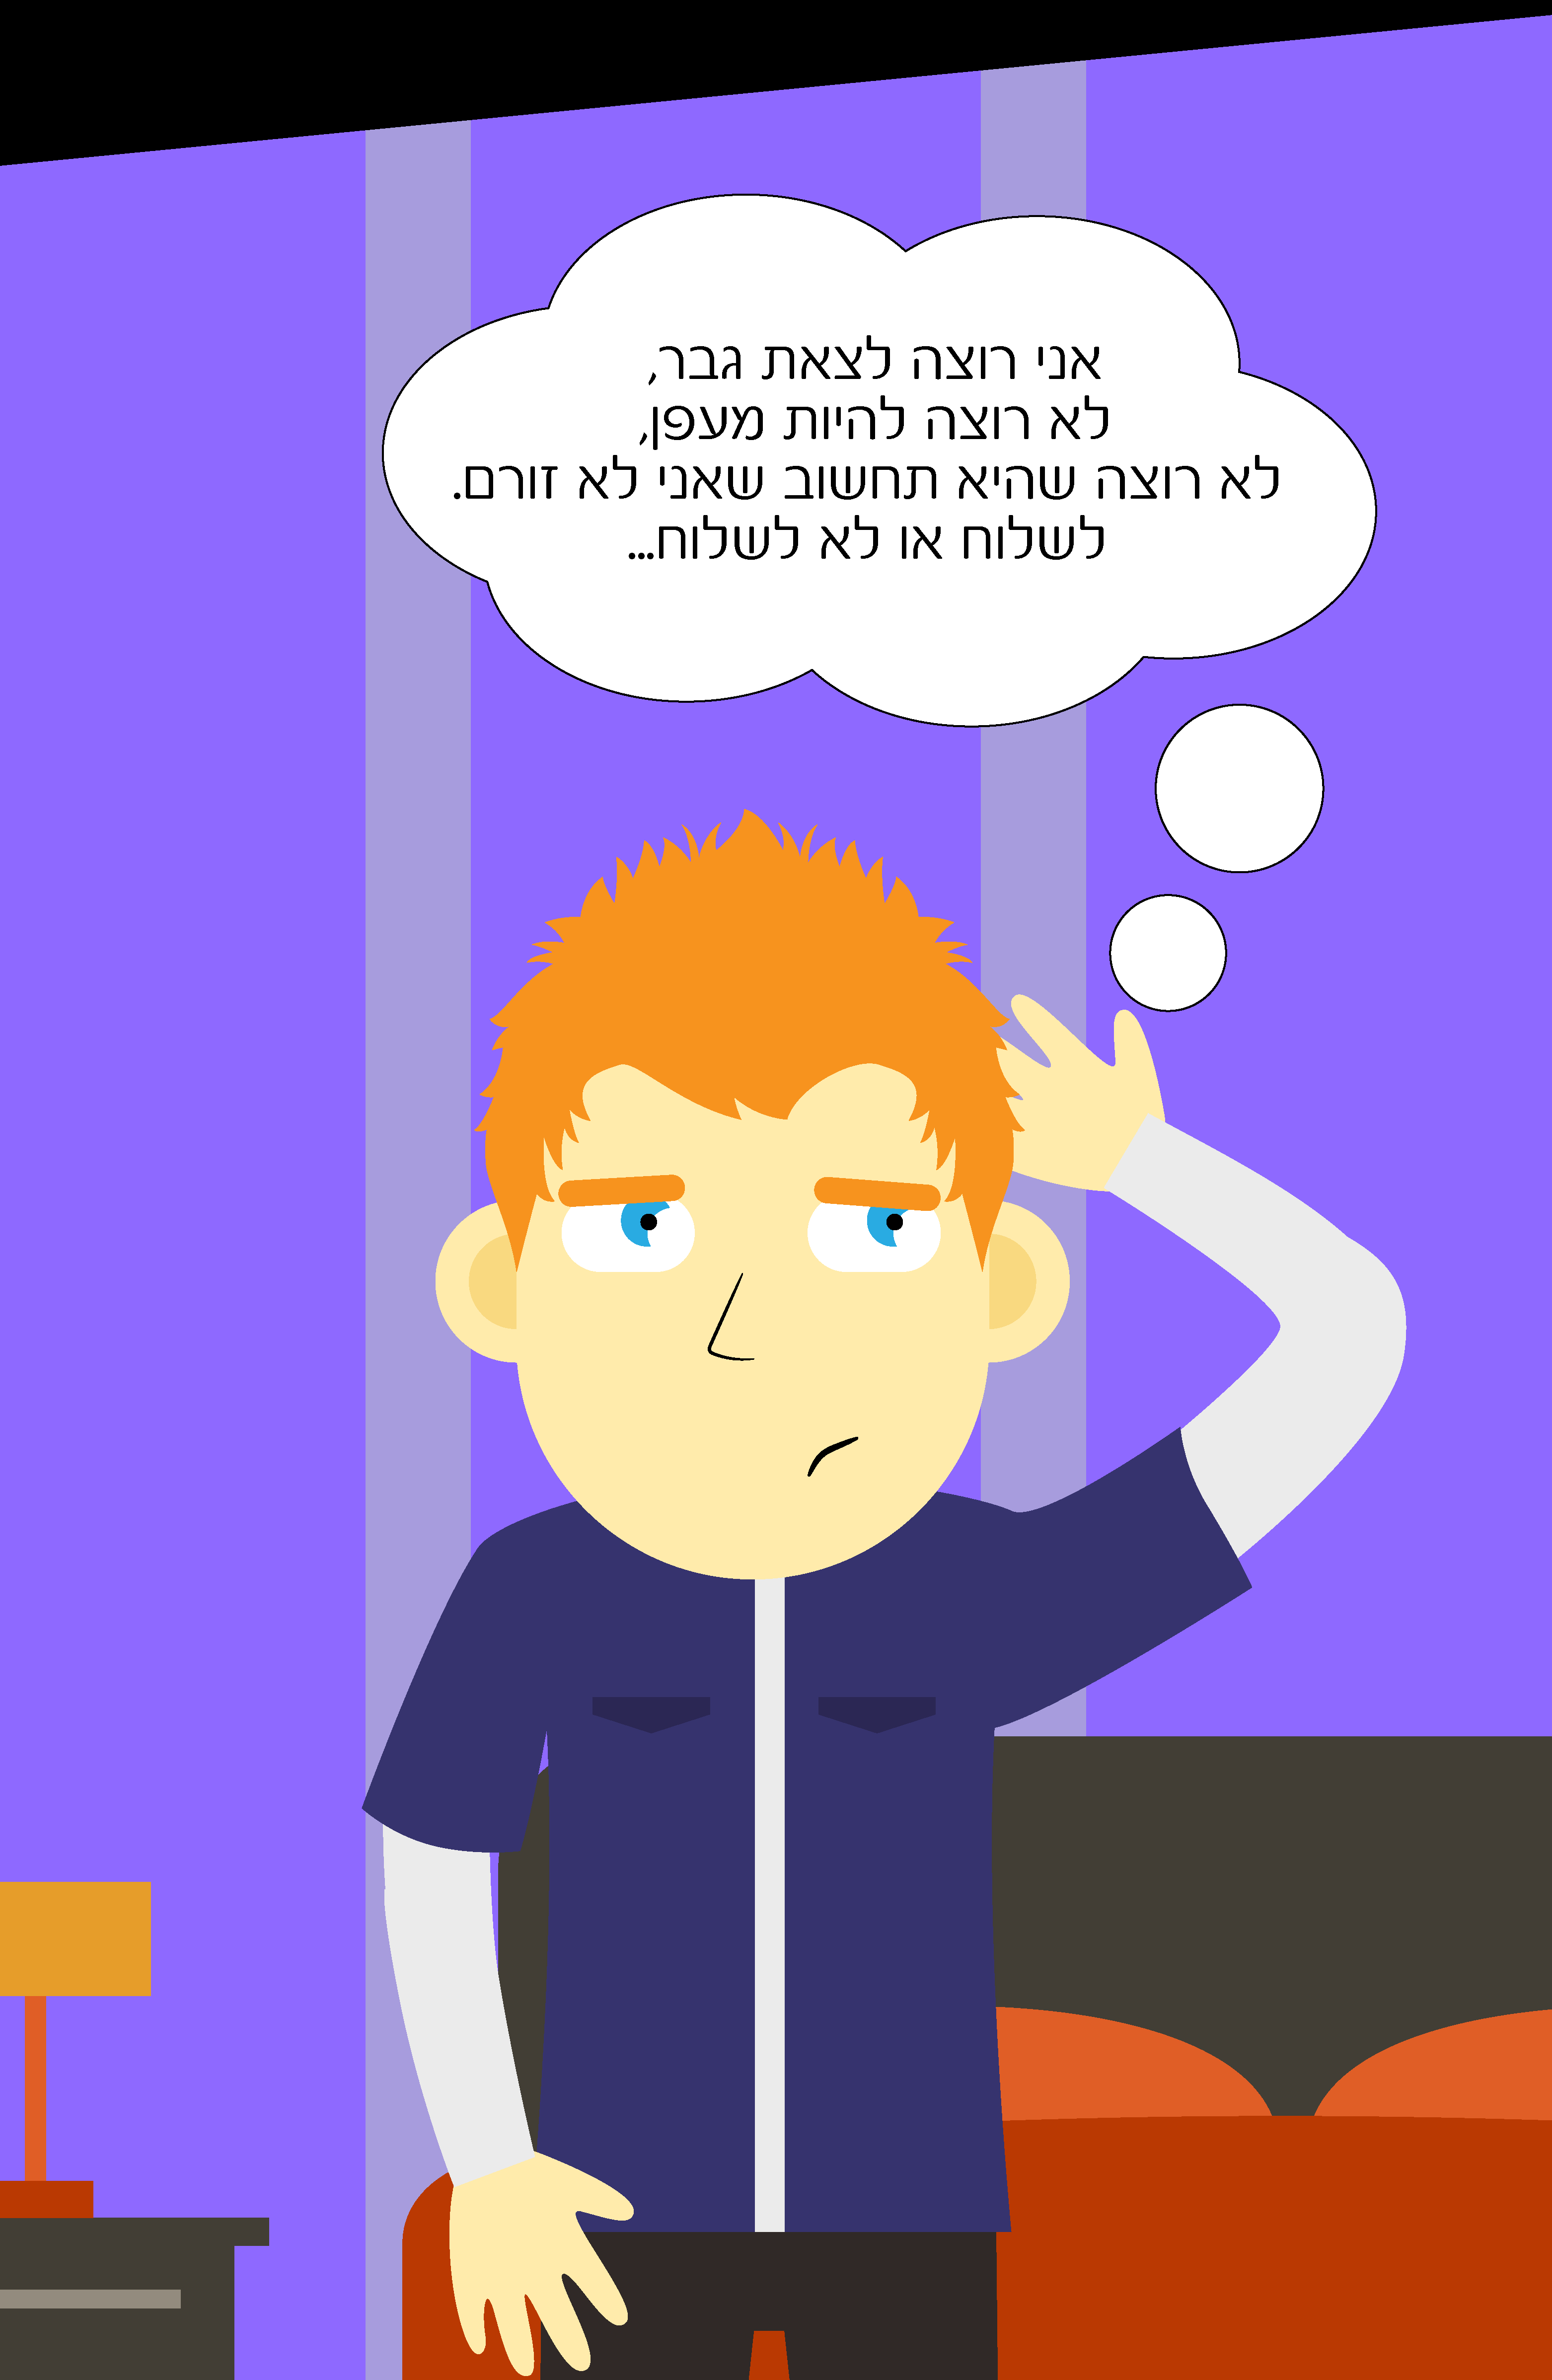 אני רוצה לצאת גבר,
לא רוצה להיות מעפן,
לא רוצה שהיא תחשוב שאני לא זורם.
לשלוח או לא לשלוח...